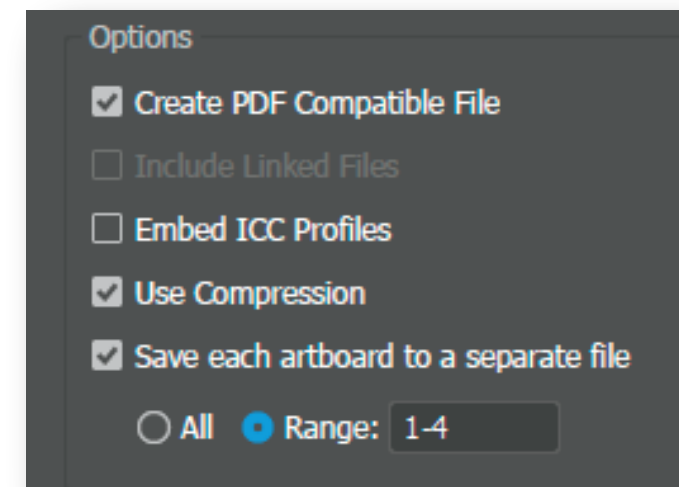 Options
Create PDF Compatible File
Include Linked Files
Embed ICC Profiles
Use Compression
Save each artboard to a separate file
All Range: 1-4